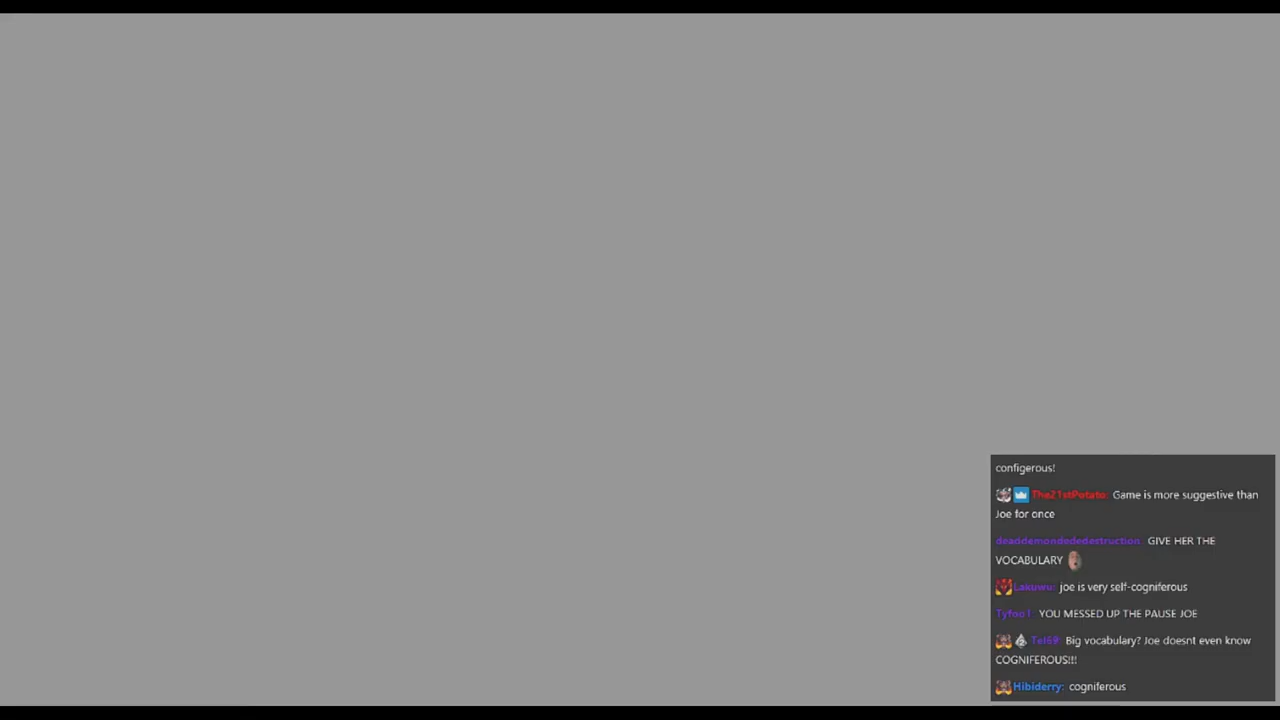 configerous!
The21stPotato: Game is more suggestive than
Joe for once
deaddemondededestruction: GIVE HER THE
VOCABULARY
Lakuwu: joe is very self-cogniferous
Tyfoo1: YOU MESSED UP THE PAUSE JOE
Tel69: Big vocabulary? Joe doesnt even know
COGNIFEROUS!!!
Hibiderry: cogniferous